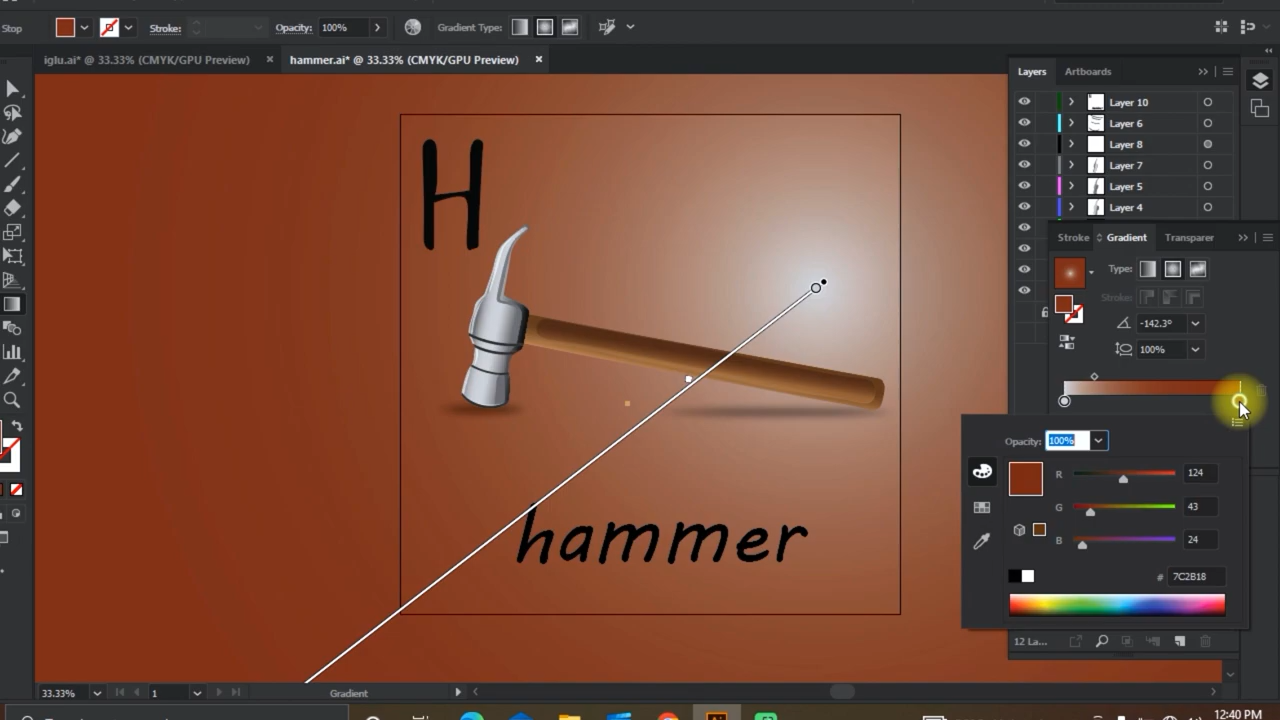 Stop
Stroke:
Opacity: 100%
Gradient Type:
iglu.ai* @ 33.33% (CMYK/GPU Preview)
hammer.ai* @ 33.33% (CMYK/GPU Preview)
Layers
Artboards
Layer 10
Layer 6
Layer 8
Layer 7
Layer 5
Layer 4
H
Stroke
Gradient
Transparer
Type:
Stroke:
-142.3°
100%
Opacity: 100%
R 124
G 43
B 24
# 7C2B18
hammer
12 La...
33.33%
1
Gradient
12:40 PM